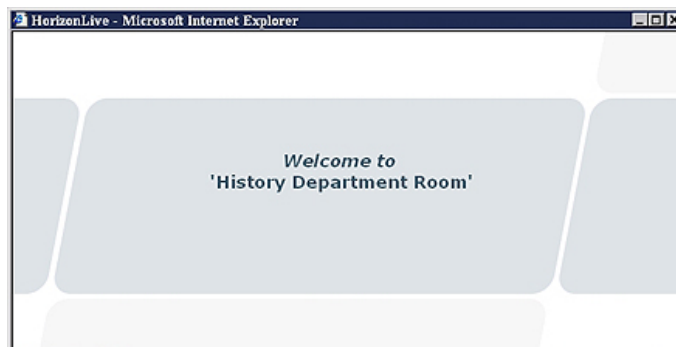 HorizonLive - Microsoft Internet Explorer
Welcome to
'History Department Room'